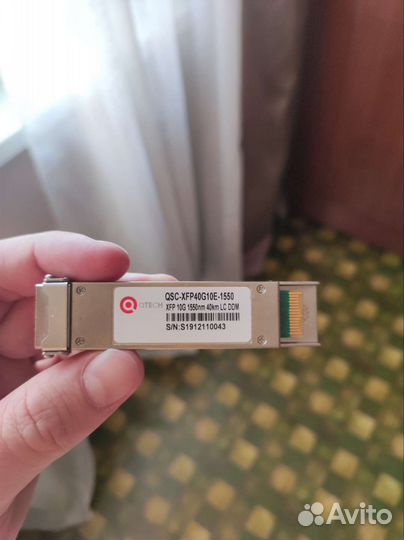 QTECH
QSC-XFP40G10E-1550
XFP 10G 1550nm 40km LC DDM
S/N:S1912110043
Avito